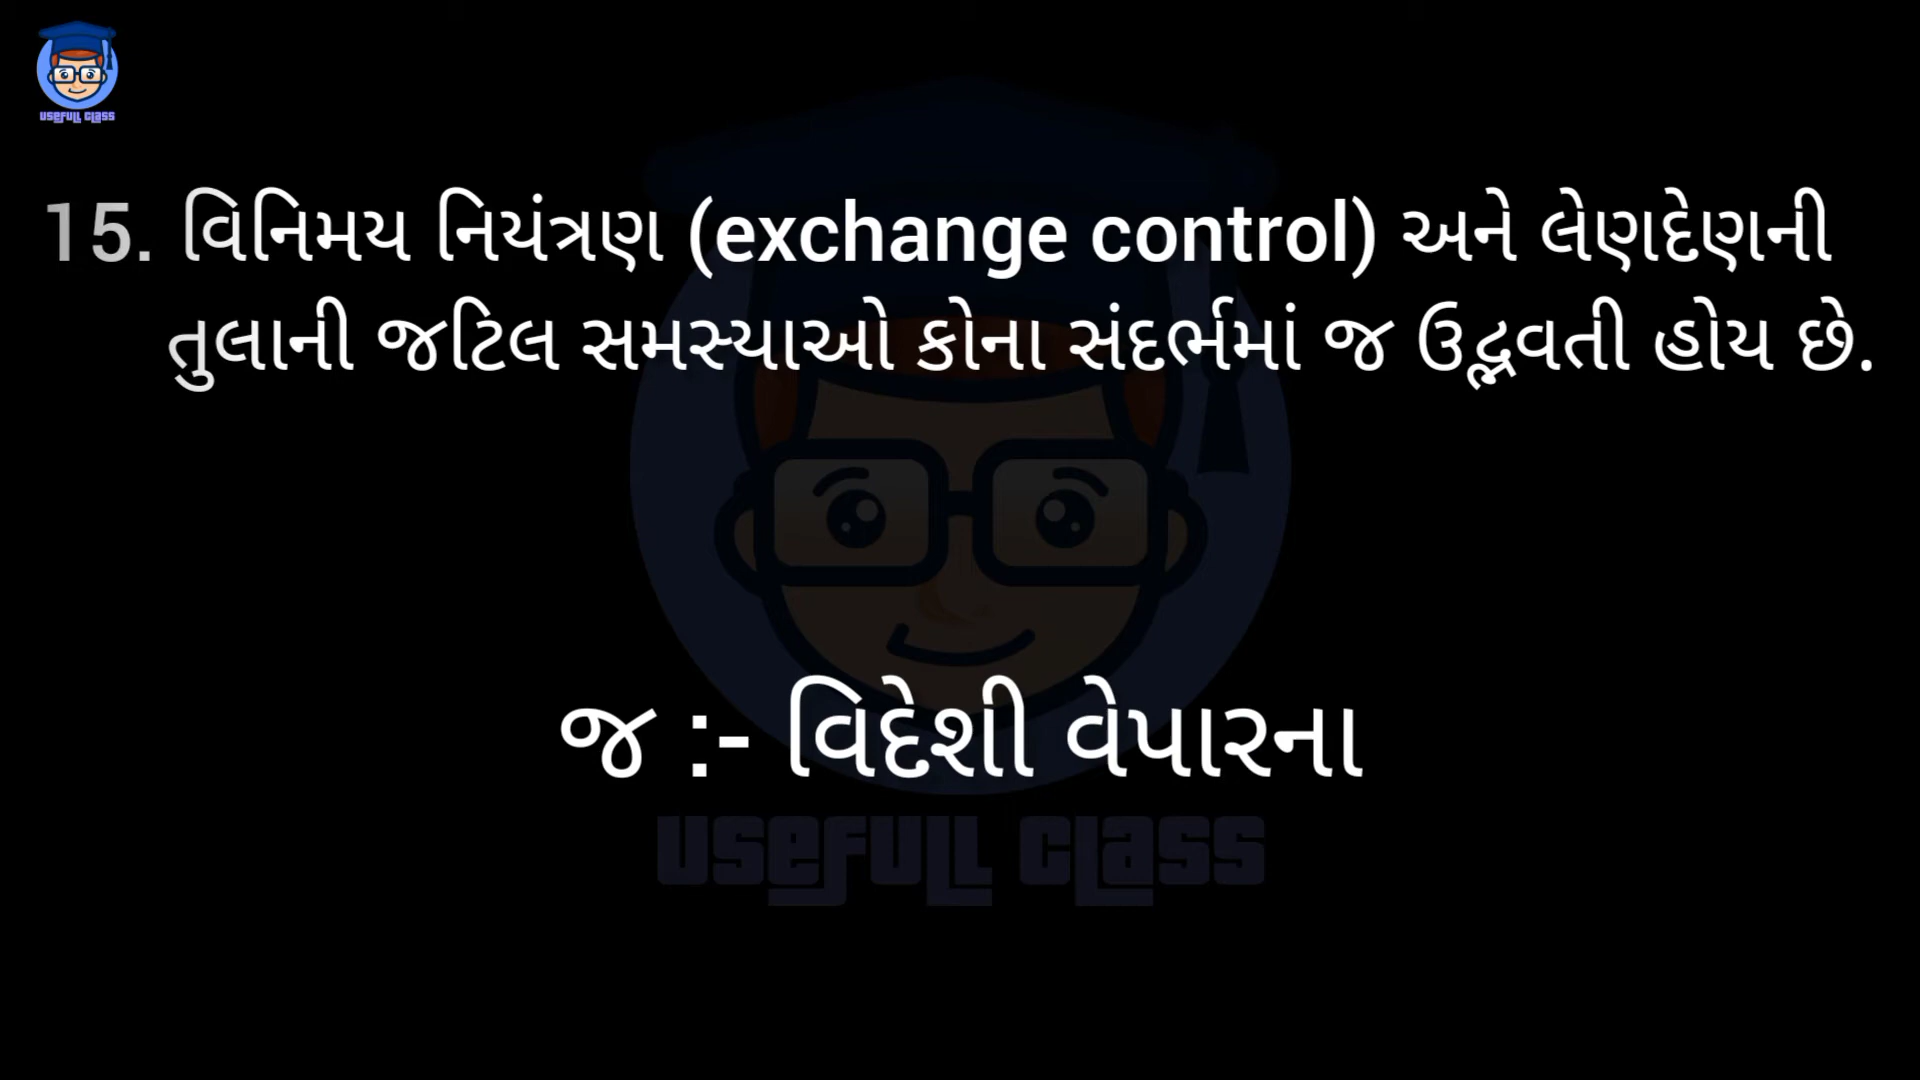 USEFULL CLASS
15. વિનિમય નિયંત્રણ (exchange control) અને લેણદેણની
તુલાની જટિલ સમસ્યાઓ કોના સંદર્ભમાં જ ઉદ્ભવતી હોય છે.
જ :- વિદેશી વેપારના
USEFULL CLASS